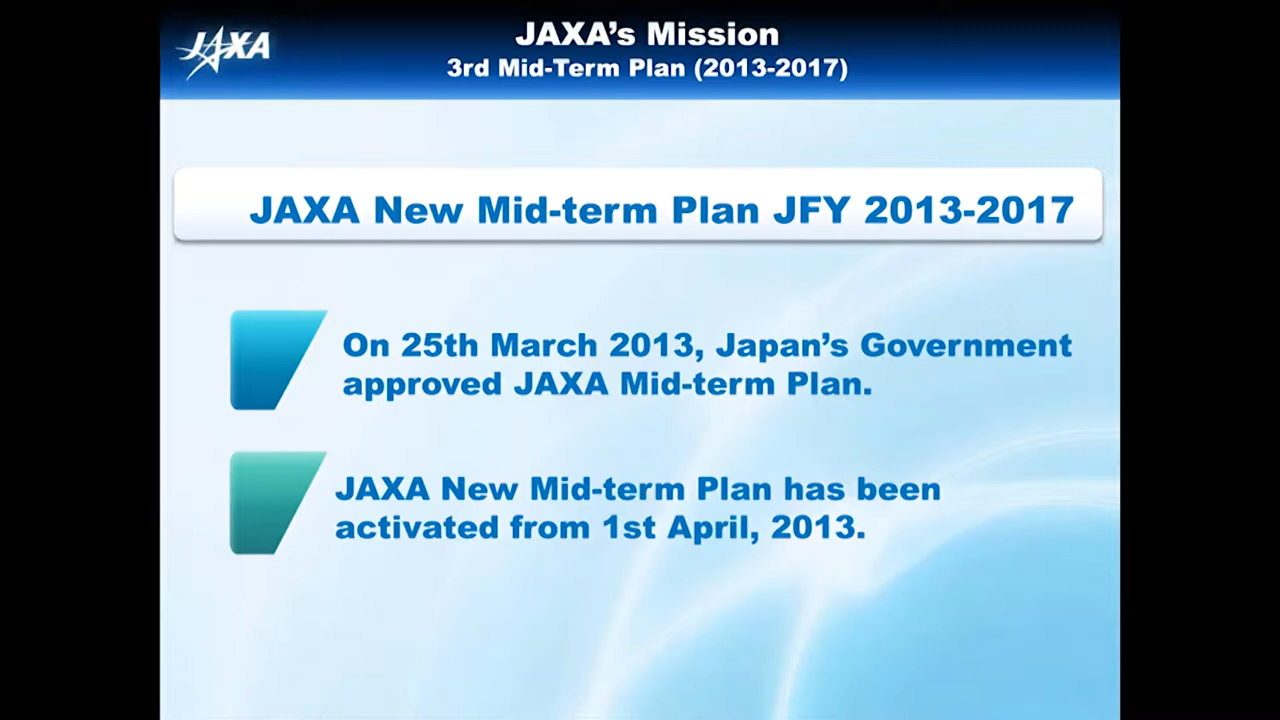 JAXA
JAXA’s Mission
3rd Mid-Term Plan (2013-2017)
JAXA New Mid-term Plan JFY 2013-2017
On 25th March 2013, Japan’s Government
approved JAXA Mid-term Plan.
JAXA New Mid-term Plan has been
activated from 1st April, 2013.